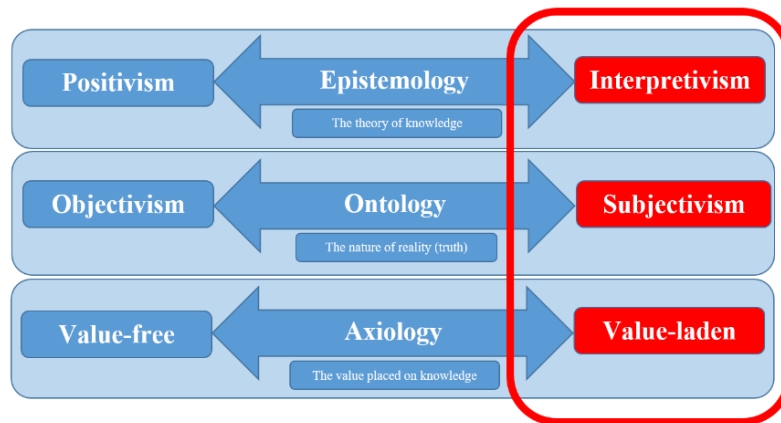 Positivism
Epistemology
Interpretivism
The theory of knowledge
Objectivism
Ontology
Subjectivism
The nature of reality (truth)
Value-free
Axiology
Value-laden
The value placed on knowledge